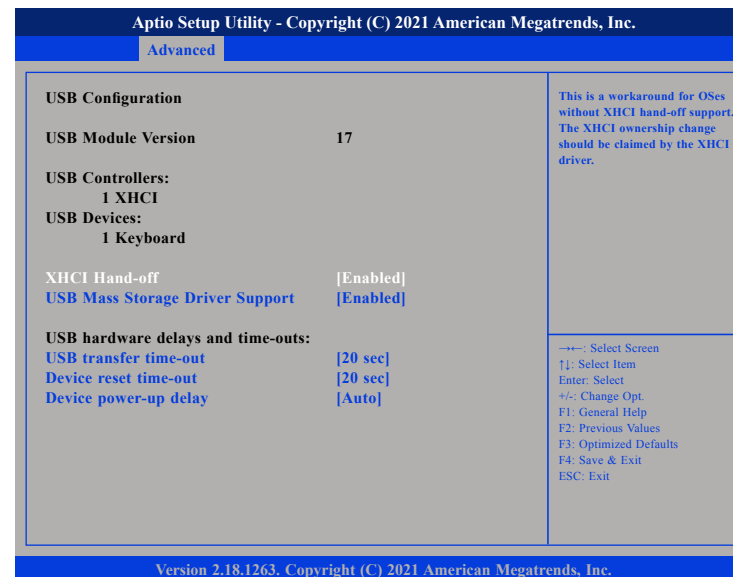 Aptio Setup Utility - Copyright (C) 2021 American Megatrends, Inc.
Advanced
USB Configuration
USB Module Version 17
USB Controllers:
1 XHCI
USB Devices:
1 Keyboard
XHCI Hand-off [Enabled]
USB Mass Storage Driver Support [Enabled]
USB hardware delays and time-outs:
USB transfer time-out [20 sec]
Device reset time-out [20 sec]
Device power-up delay [Auto]
This is a workaround for OSes
without XHCI hand-off support.
The XHCI ownership change
should be claimed by the XHCI
driver.
→←: Select Screen
↑↓: Select Item
Enter: Select
+/-: Change Opt.
F1: General Help
F2: Previous Values
F3: Optimized Defaults
F4: Save & Exit
ESC: Exit
Version 2.18.1263. Copyright (C) 2021 American Megatrends, Inc.